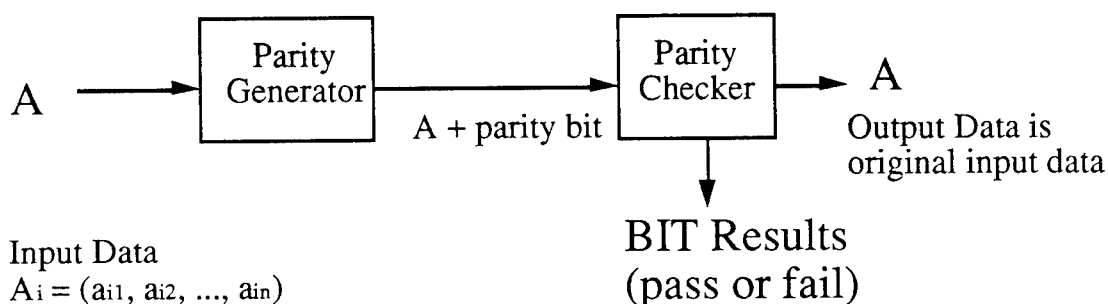 A
Parity
Generator
A + parity bit
Parity
Checker
A
Output Data is
original input data
BIT Results
(pass or fail)
Input Data
Ai = (ai1, ai2, ..., ain)